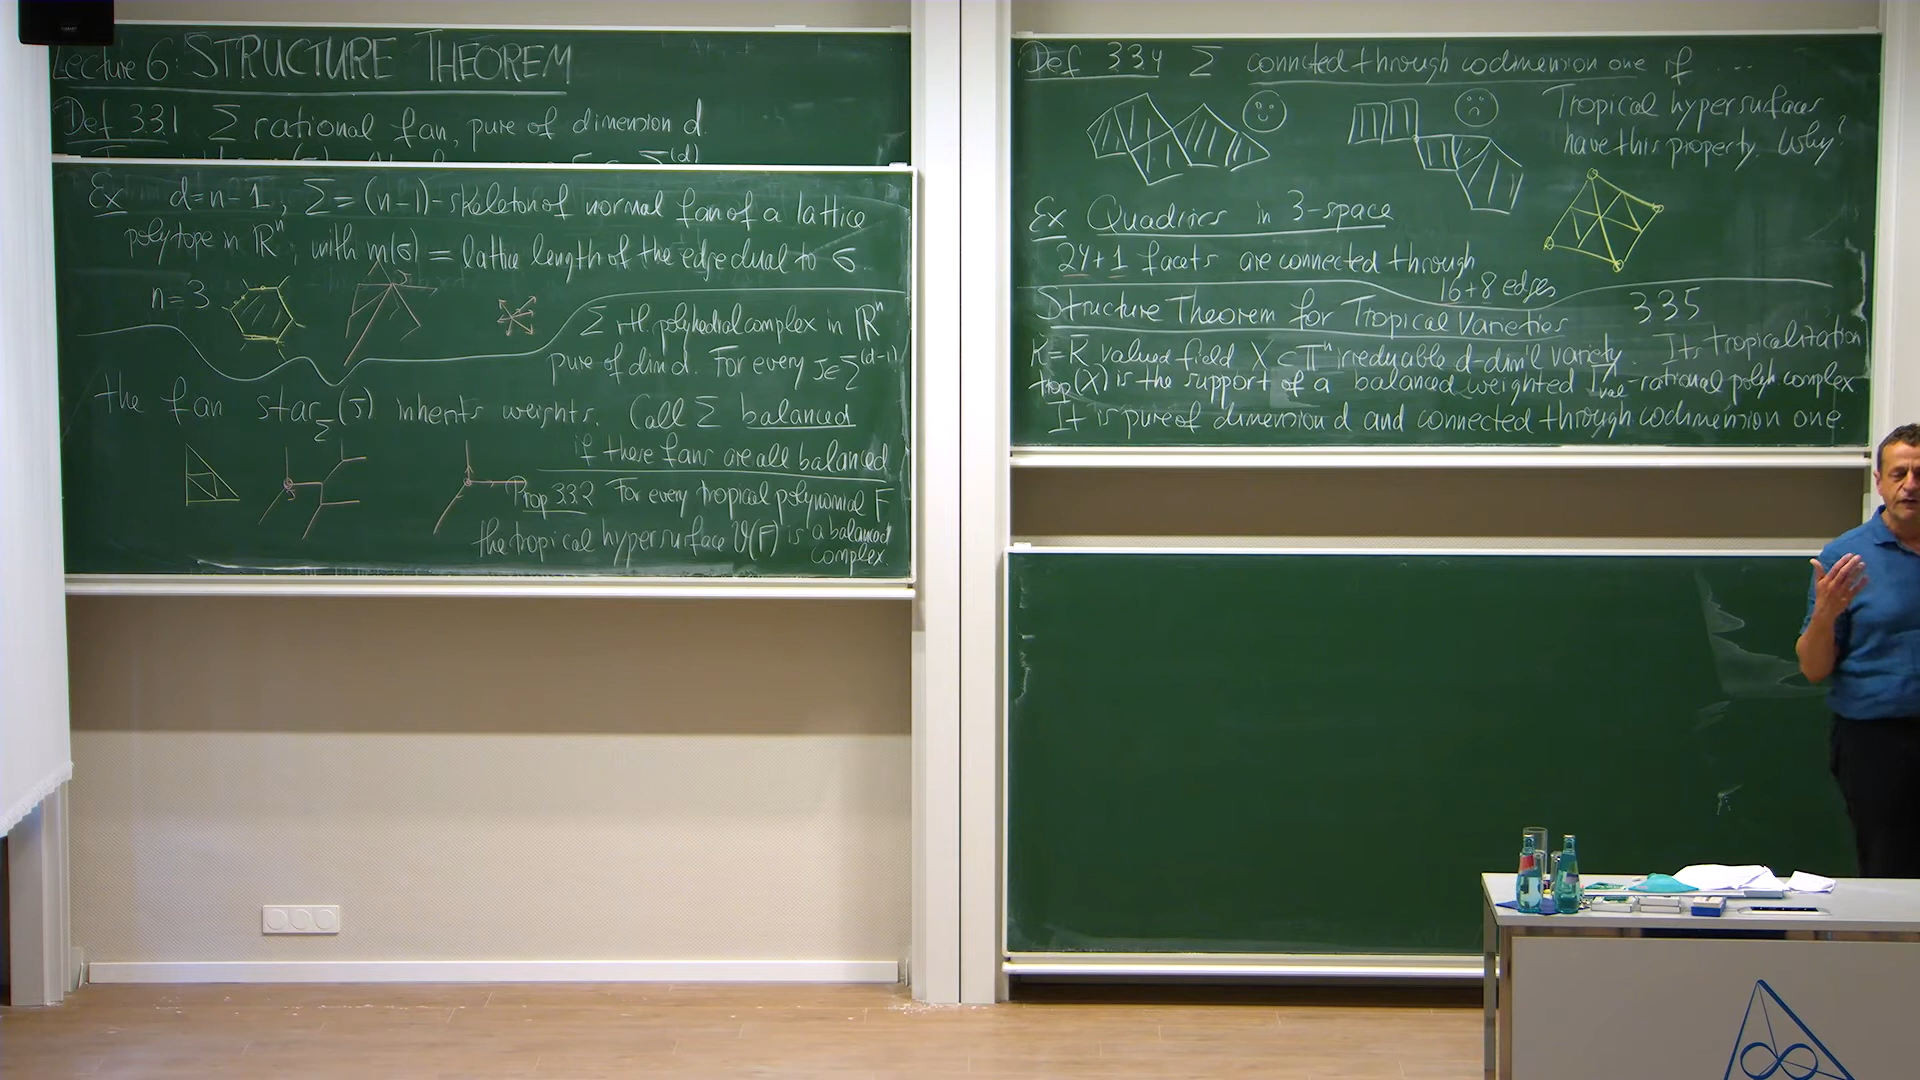 Lecture 6: STRUCTURE THEOREM
Def 3.3.1 Σ rational fan, pure of dimension d.
Ex d=n-1, Σ = (n-1)-skeleton of normal fan of a lattice
polytope in ℝⁿ, with m(σ) = lattice length of the edge dual to σ.
n=3
Σ polyhedral complex in ℝⁿ
pure of dim d. For every τ∈Σ^(d-1)
the fan star_Σ(τ) inherits weights. Call Σ balanced
if these fans are all balanced
Prop 3.3.2 For every tropical polynomial F
the tropical hypersurface V(F) is a balanced
complex.
Def 3.3.4 Σ connected through codimension one if ...
Tropical hypersurfaces
have this property. Why?
Ex Quadrics in 3-space
24+1 facets are connected through
16+8 edges
Structure Theorem for Tropical Varieties 3.3.5
K=K̄ valued field X⊂𝕋ⁿ irreducible d-dim'l variety. Its tropicalization
trop(X) is the support of a balanced weighted Γval-rational polyh complex
It is pure of dimension d and connected through codimension one.